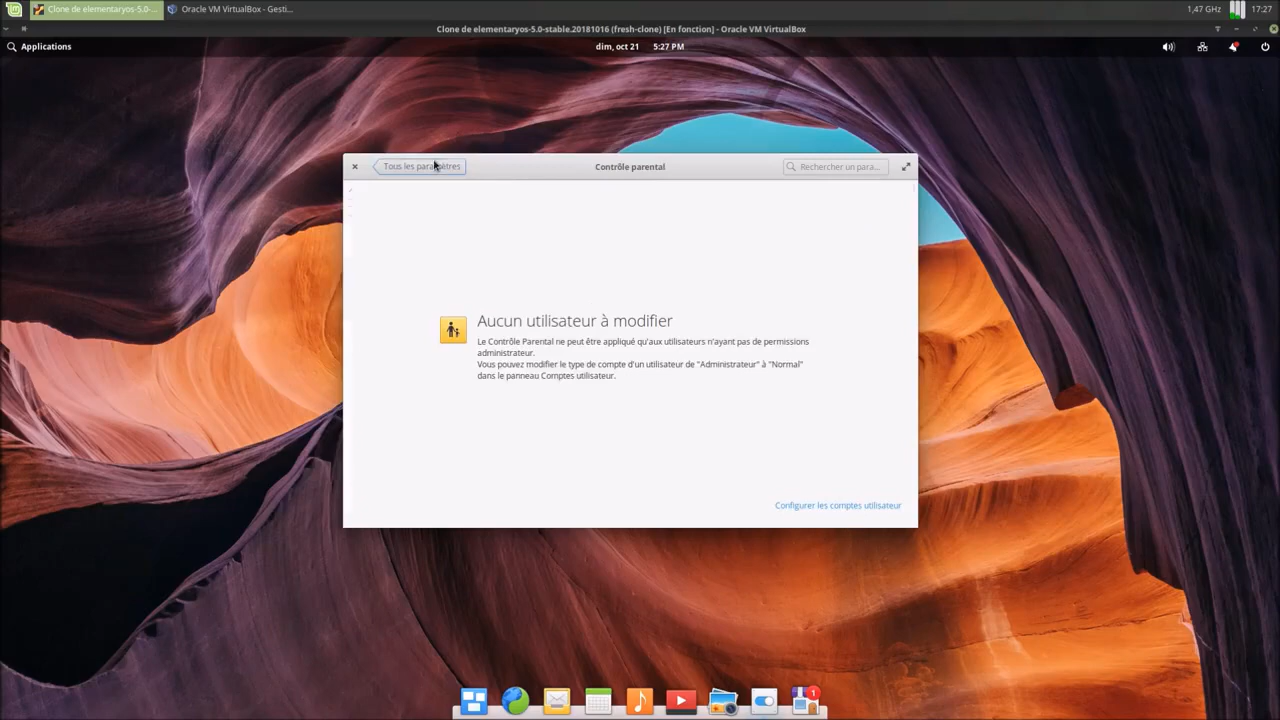 Clone de elementaryos-5.0-...
Oracle VM VirtualBox - Gesti...
1,47 GHz
17:27
Clone de elementaryos-5.0-stable.20181016 (fresh-clone) [En fonction] - Oracle VM VirtualBox
Applications
dim, oct 21 5:27 PM
Tous les paramètres
Contrôle parental
Rechercher un para...
Aucun utilisateur à modifier
Le Contrôle Parental ne peut être appliqué qu'aux utilisateurs n'ayant pas de permissions
administrateur.
Vous pouvez modifier le type de compte d'un utilisateur de "Administrateur" à "Normal"
dans le panneau Comptes utilisateur.
Configurer les comptes utilisateur
1